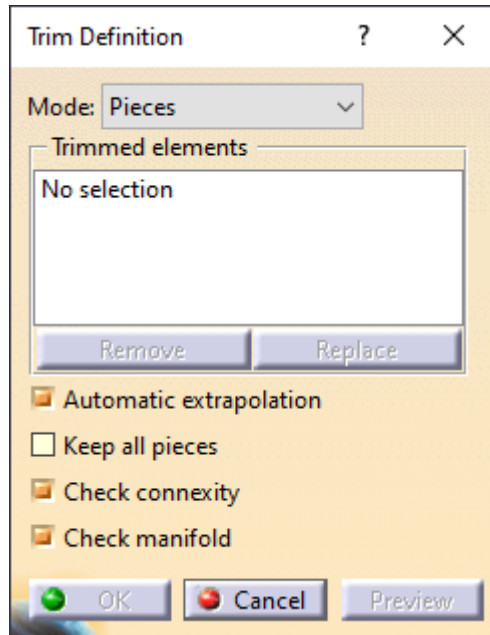 Trim Definition ? ×
Mode: Pieces
Trimmed elements
No selection
Remove Replace
Automatic extrapolation
Keep all pieces
Check connexity
Check manifold
OK Cancel Preview